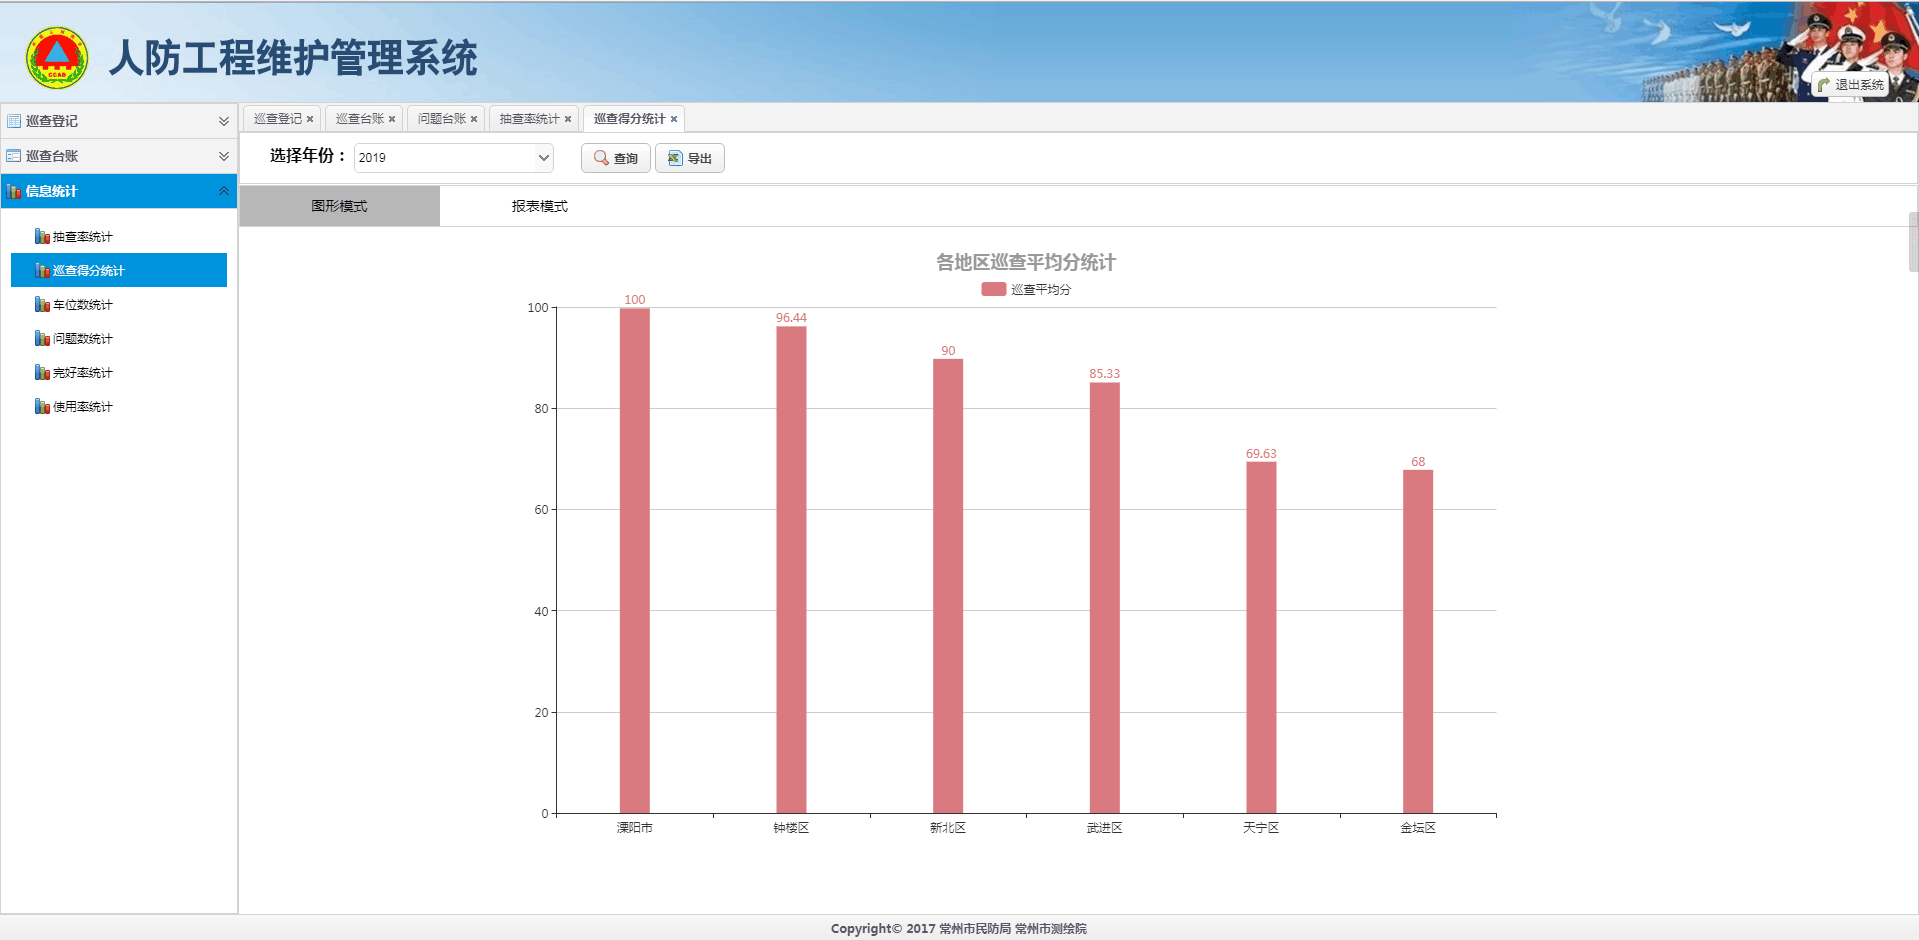 人防工程维护管理系统
退出系统
巡查登记
巡查台账
信息统计
抽查率统计
巡查得分统计
车位数统计
问题数统计
完好率统计
使用率统计
巡查登记 巡查台账 问题台账 抽查率统计 巡查得分统计
选择年份： 2019 查询 导出
图形模式 报表模式
各地区巡查平均分统计
巡查平均分
100 96.44 90 85.33 69.63 68
100
80
60
40
20
0
溧阳市 钟楼区 新北区 武进区 天宁区 金坛区
Copyright© 2017 常州市民防局 常州市测绘院